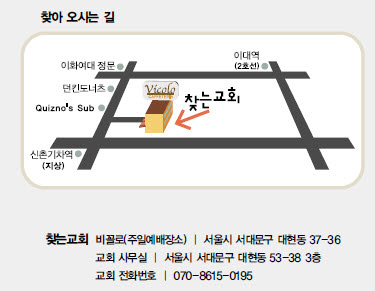 찾아 오시는 길
이대역
(2호선)
이화여대 정문
던킨도너츠
Vicolo
찾는교회
Quizno's Sub
신촌기차역
(지상)
찾는교회 비꼴로(주일예배장소) | 서울시 서대문구 대현동 37-36
교회 사무실 | 서울시 서대문구 대현동 53-38 3층
교회 전화번호 | 070-8615-0195